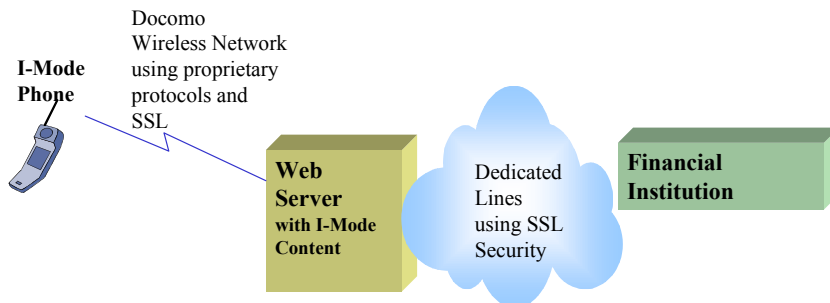 Docomo
Wireless Network
using proprietary
protocols and
SSL
I-Mode
Phone
Web
Server
with I-Mode
Content
Dedicated
Lines
using SSL
Security
Financial
Institution